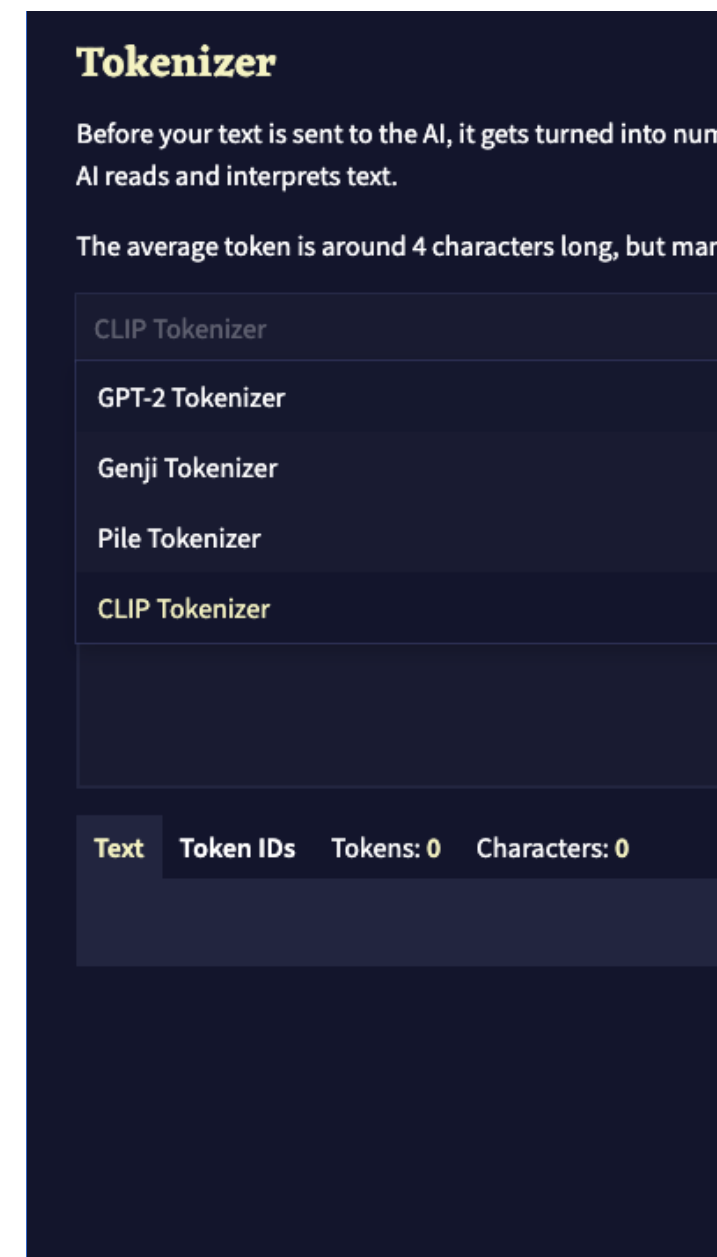 Tokenizer
Before your text is sent to the AI, it gets turned into
AI reads and interprets text.
The average token is around 4 characters long, but
CLIP Tokenizer
GPT-2 Tokenizer
Genji Tokenizer
Pile Tokenizer
CLIP Tokenizer
Text Token IDs Tokens: 0 Characters: 0